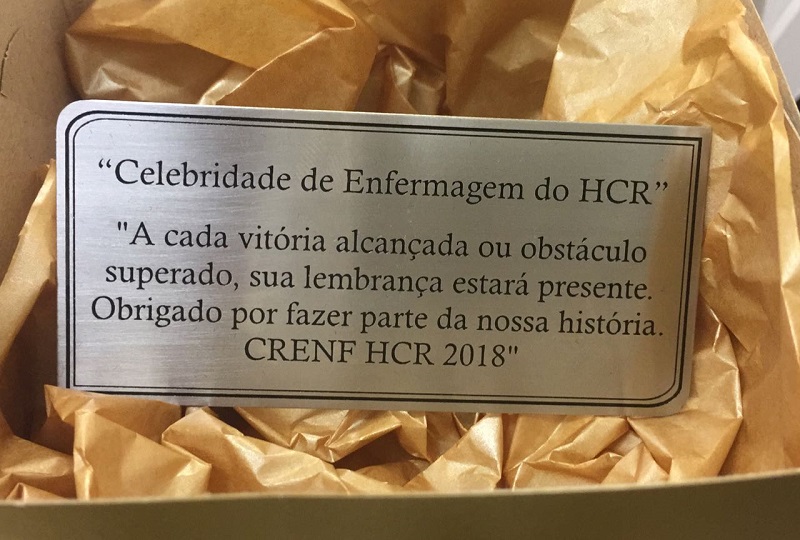 “Celebridade de Enfermagem do HCR”
"A cada vitória alcançada ou obstáculo
superado, sua lembrança estará presente.
Obrigado por fazer parte da nossa história.
CRENF HCR 2018"